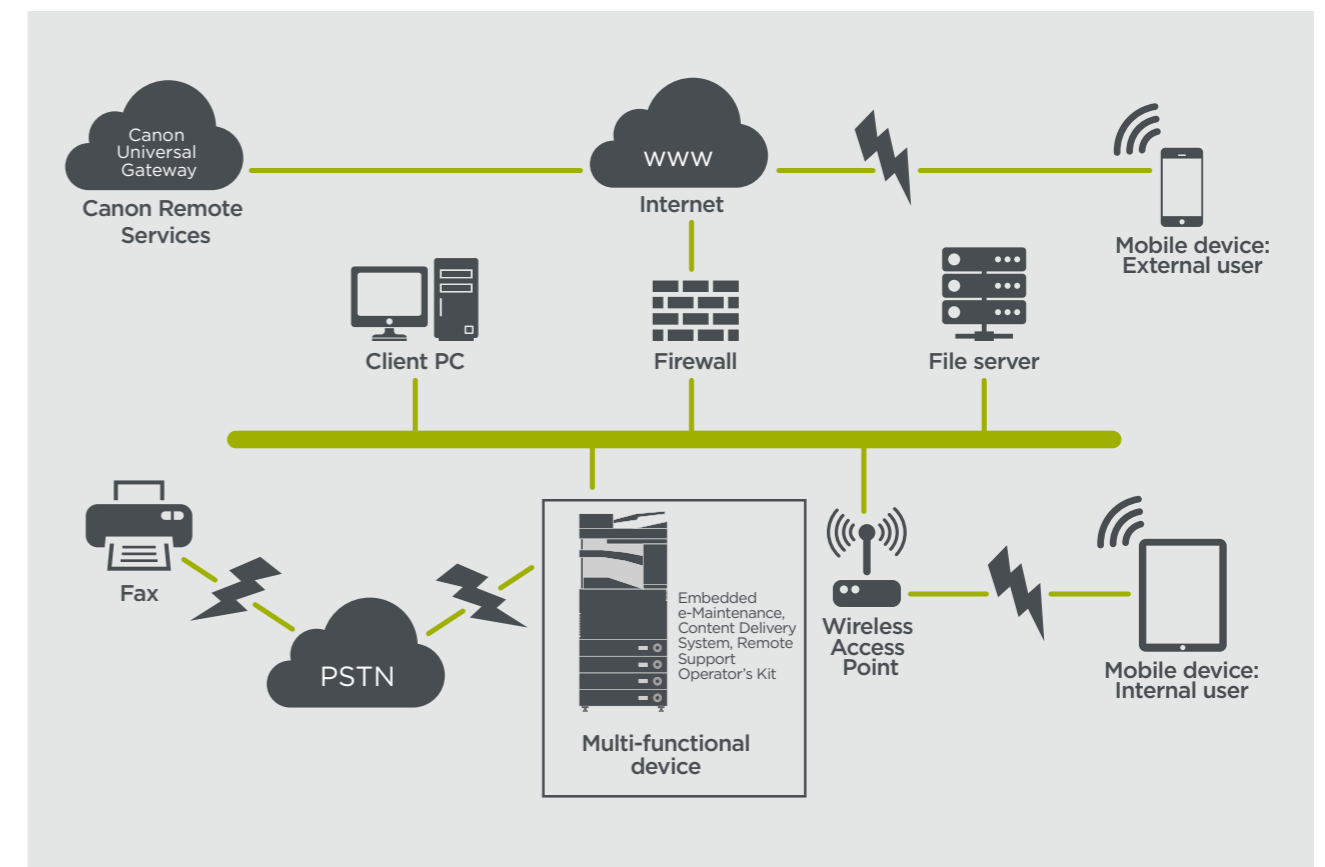 Canon
Universal
Gateway
Canon Remote
Services
www
Internet
Mobile device:
External user
Client PC
Firewall
File server
Fax
PSTN
Embedded
e-Maintenance,
Content Delivery
System, Remote
Support
Operator's Kit
Multi-functional
device
Wireless
Access
Point
Mobile device:
Internal user